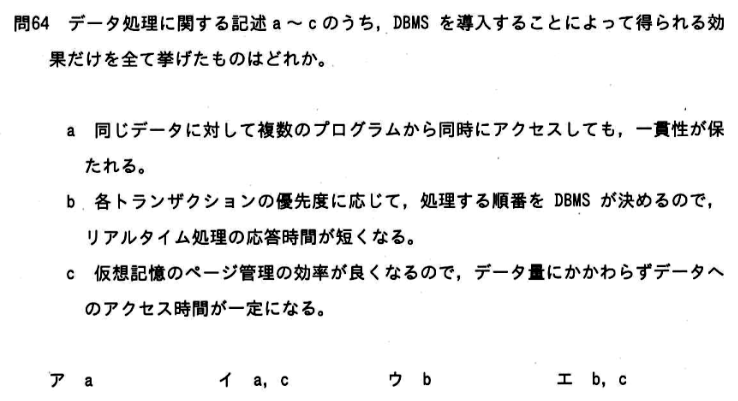 問64 データ処理に関する記述a～cのうち，DBMS を導入することによって得られる効
果だけを全て挙げたものはどれか。
a 同じデータに対して複数のプログラムから同時にアクセスしても，一貫性が保
たれる。
b 各トランザクションの優先度に応じて，処理する順番を DBMS が決めるので，
リアルタイム処理の応答時間が短くなる。
c 仮想記憶のページ管理の効率が良くなるので，データ量にかかわらずデータへ
のアクセス時間が一定になる。
ア a イ a, c ウ b エ b, c